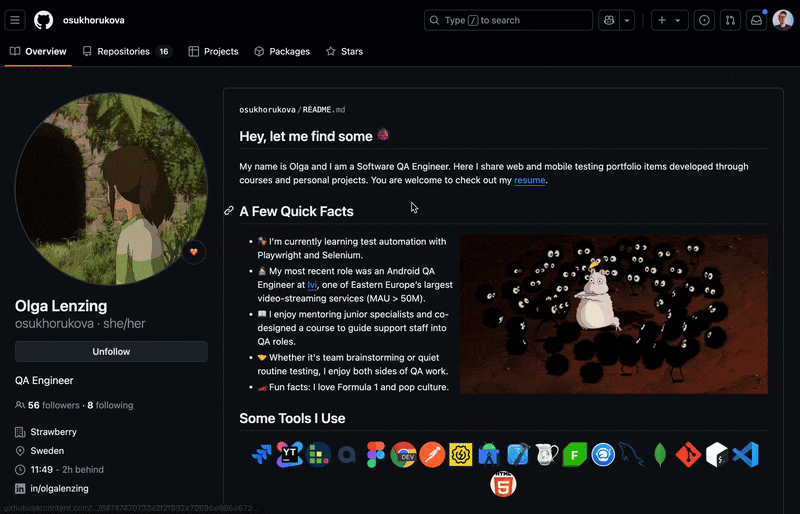 osukhorukova
Type / to search
Overview
Repositories 16
Projects
Packages
Stars
osukhorukova/README.md
Hey, let me find some
My name is Olga and I am a Software QA Engineer. Here I share web and mobile testing portfolio items developed through
courses and personal projects. You are welcome to check out my resume.
A Few Quick Facts
I'm currently learning test automation with
Playwright and Selenium.
My most recent role was an Android QA
Engineer at Ivi, one of Eastern Europe's largest
video-streaming services (MAU > 50M).
I enjoy mentoring junior specialists and co-
designed a course to guide support staff into
QA roles.
Whether it's team brainstorming or quiet
routine testing, I enjoy both sides of QA work.
Fun facts: I love Formula 1 and pop culture.
Olga Lenzing
osukhorukova · she/her
Unfollow
QA Engineer
56 followers · 8 following
Strawberry
Sweden
11:49 - 2h behind
in/olgalenzing
Some Tools I Use
YT
DEV
F
HTML
5